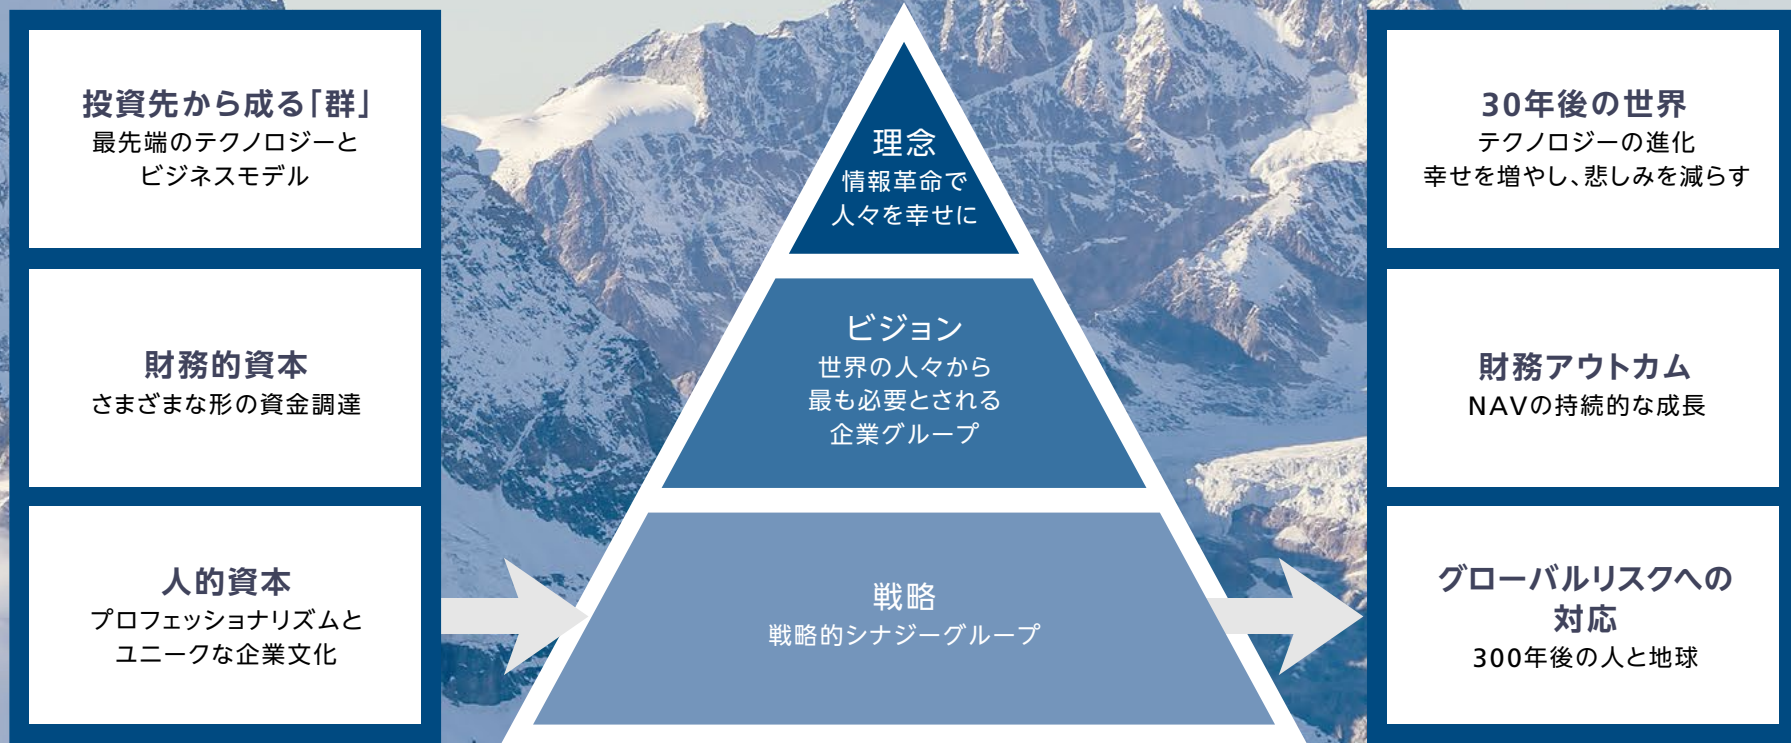 投資先から成る「群」
最先端のテクノロジーと
ビジネスモデル
財務的資本
さまざまな形の資金調達
人的資本
プロフェッショナリズムと
ユニークな企業文化
理念
情報革命で
人々を幸せに
ビジョン
世界の人々から
最も必要とされる
企業グループ
戦略
戦略的シナジーグループ
30年後の世界
テクノロジーの進化
幸せを増やし、悲しみを減らす
財務アウトカム
NAVの持続的な成長
グローバルリスクへの
対応
300年後の人と地球